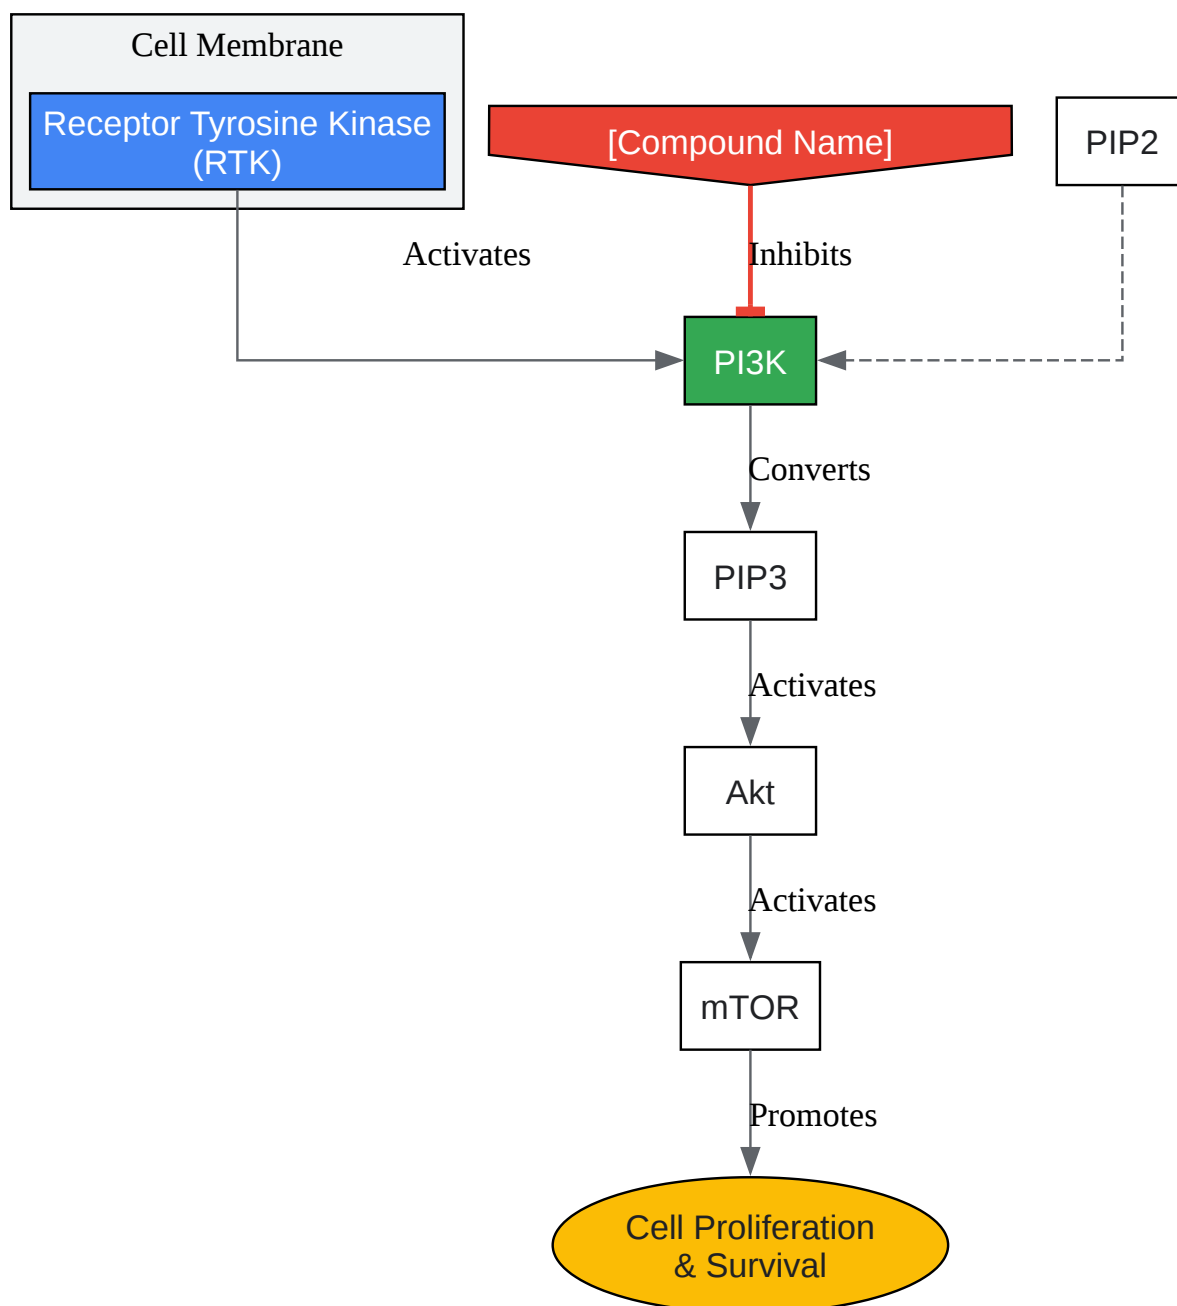 Cell Membrane
Receptor Tyrosine Kinase
(RTK)
[Compound Name]
PIP2
Activates
Inhibits
PI3K
Converts
PIP3
Activates
Akt
Activates
mTOR
Promotes
Cell Proliferation
& Survival